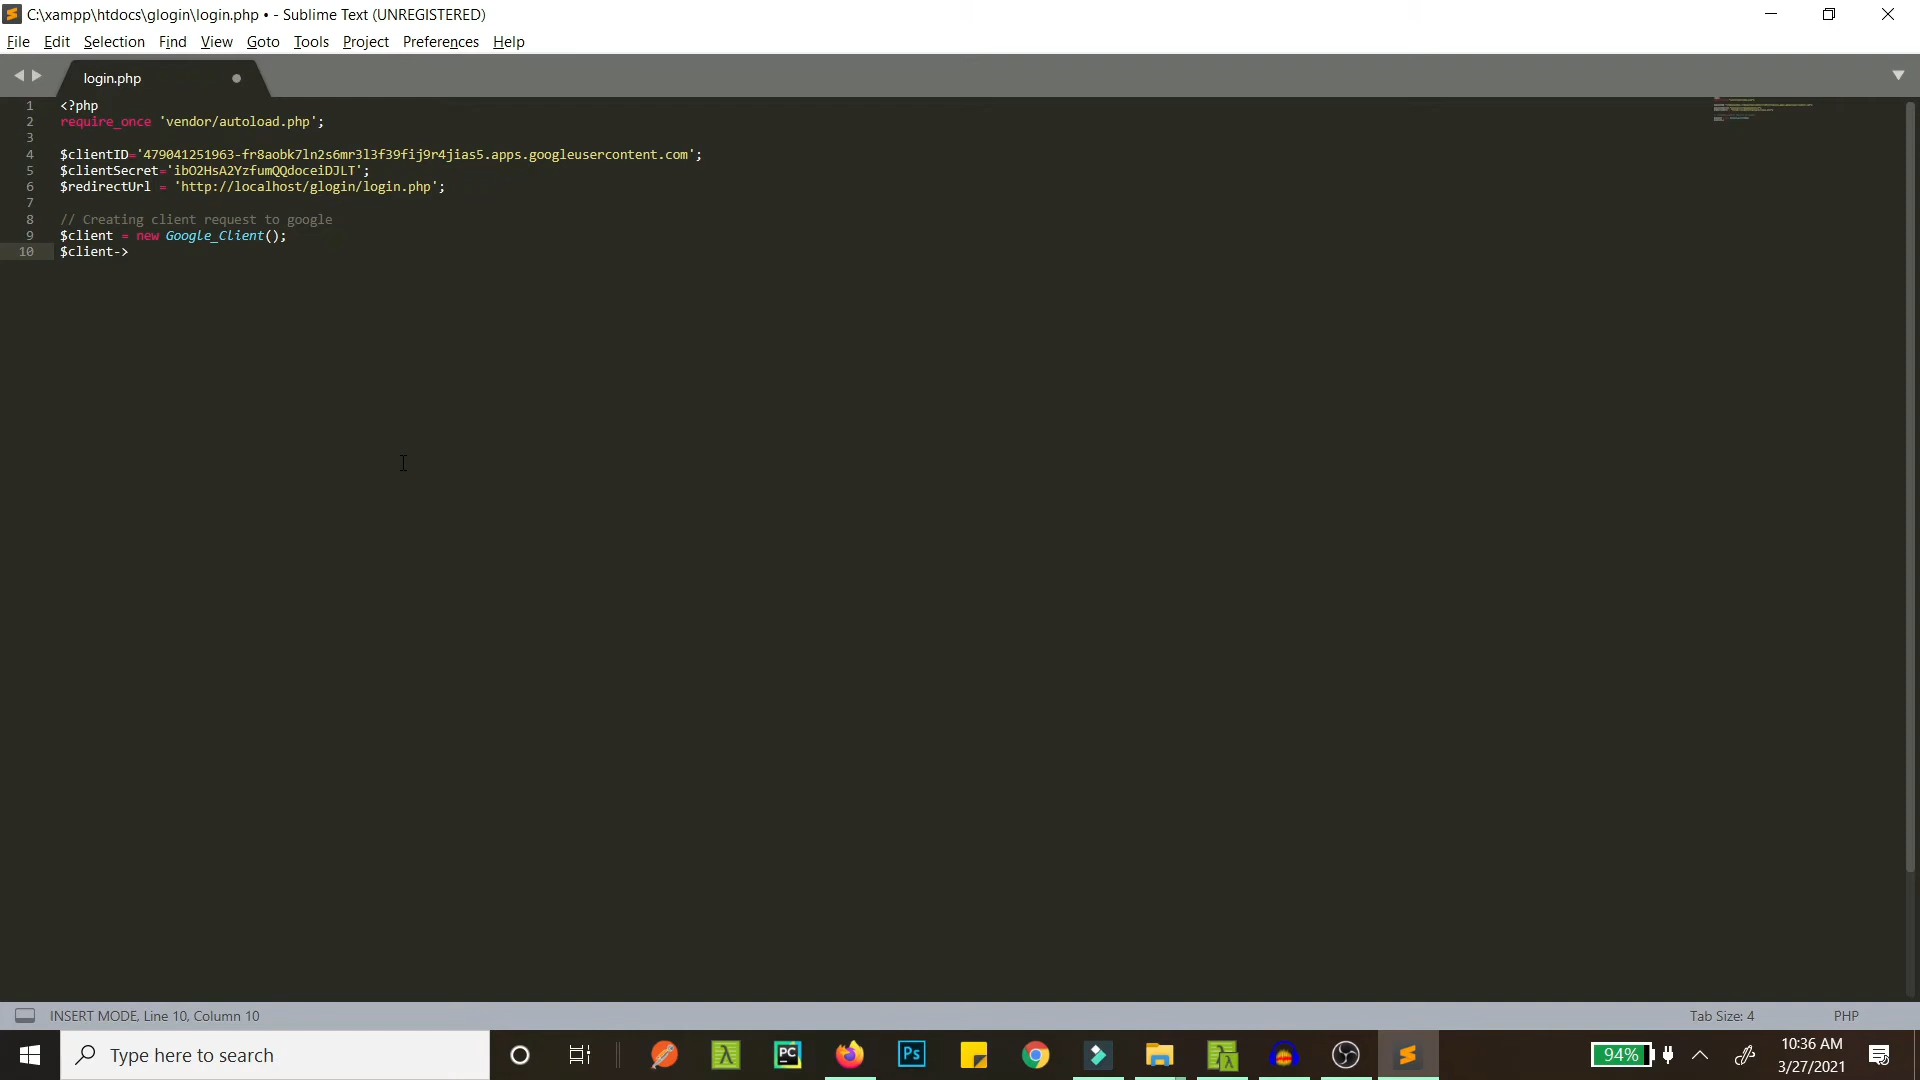 C:\xampp\htdocs\glogin\login.php • - Sublime Text (UNREGISTERED)
File Edit Selection Find View Goto Tools Project Preferences Help
login.php
1 <?php
2 require_once 'vendor/autoload.php';
3
4 $clientID='479041251963-fr8aobk7ln2s6mr3l3f39fij9r4jias5.apps.googleusercontent.com';
5 $clientSecret='ibO2HsA2YzfumQQdoceiDJLT';
6 $redirectUrl = 'http://localhost/glogin/login.php';
7
8 // Creating client request to google
9 $client = new Google_Client();
10 $client->
INSERT MODE, Line 10, Column 10 Tab Size: 4 PHP
Type here to search
PC
Ps
94%
10:36 AM
3/27/2021